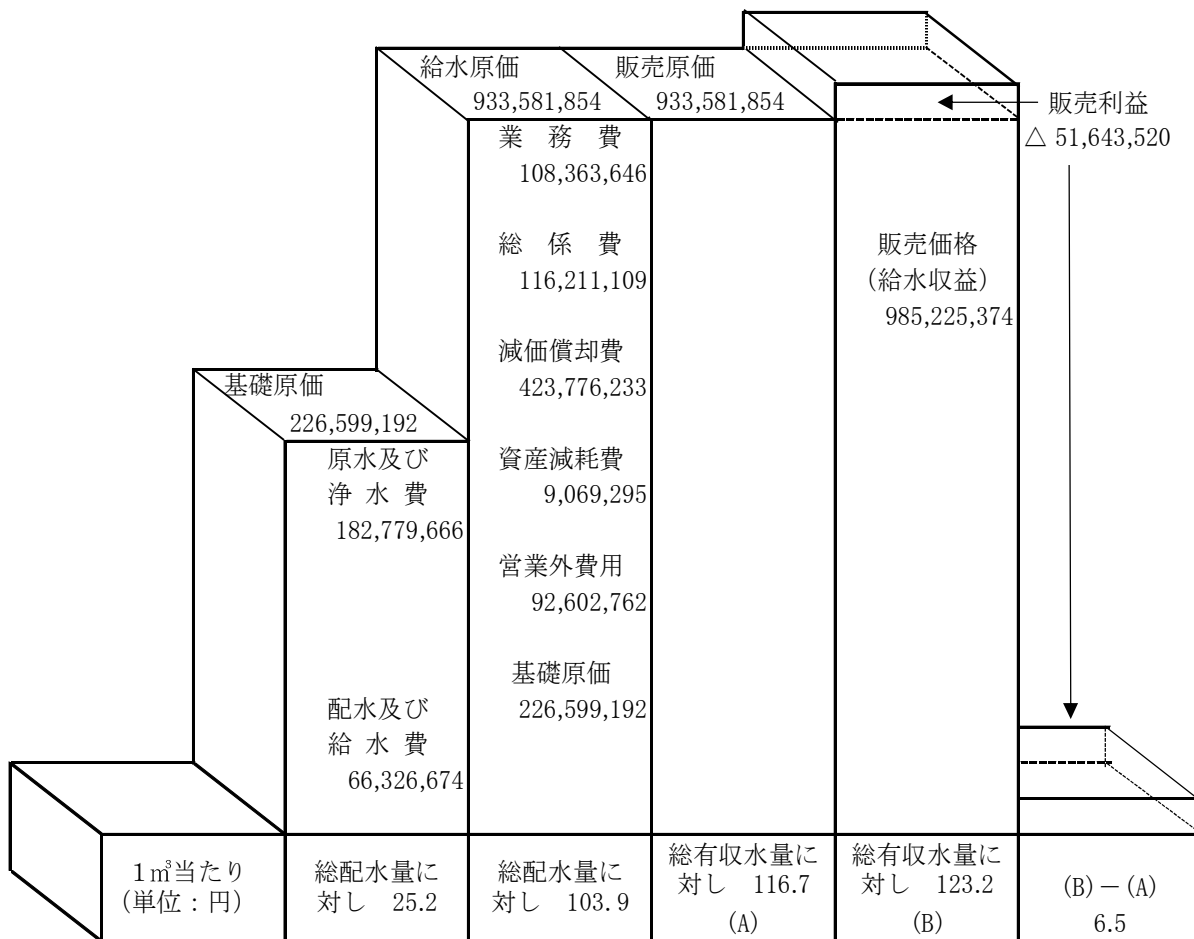 給水原価
933,581,854
販売原価
933,581,854
販売利益
△ 51,643,520
業 務 費
108,363,646
総 係 費
116,211,109
減価償却費
423,776,233
資産減耗費
9,069,295
営業外費用
92,602,762
基礎原価
226,599,192
販売価格
(給水収益)
985,225,374
基礎原価
226,599,192
原水及び
浄 水 費
182,779,666
配水及び
給 水 費
66,326,674
1㎥当たり
(単位：円)
総配水量に
対し 25.2
総配水量に
対し 103.9
総有収水量に
対し 116.7
(A)
総有収水量に
対し 123.2
(B)
(B)－(A)
6.5